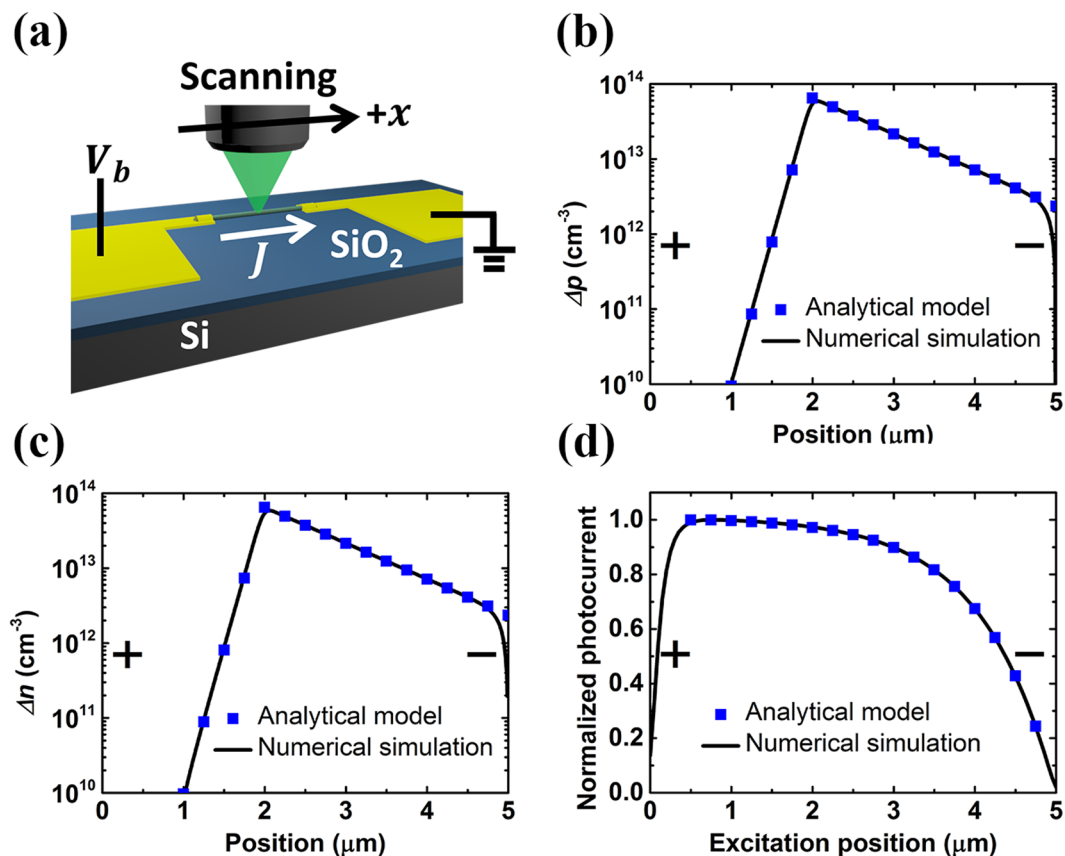 (a)
Scanning
+x
V_b
J
SiO₂
Si
(b)
Δp (cm⁻³)
10¹⁴
10¹³
10¹²
10¹¹
10¹⁰
+
−
Analytical model
Numerical simulation
0 1 2 3 4 5
Position (μm)
(c)
Δn (cm⁻³)
10¹⁴
10¹³
10¹²
10¹¹
10¹⁰
+
−
Analytical model
Numerical simulation
0 1 2 3 4 5
Position (μm)
(d)
Normalized photocurrent
1.0
0.8
0.6
0.4
0.2
0.0
+
−
Analytical model
Numerical simulation
0 1 2 3 4 5
Excitation position (μm)